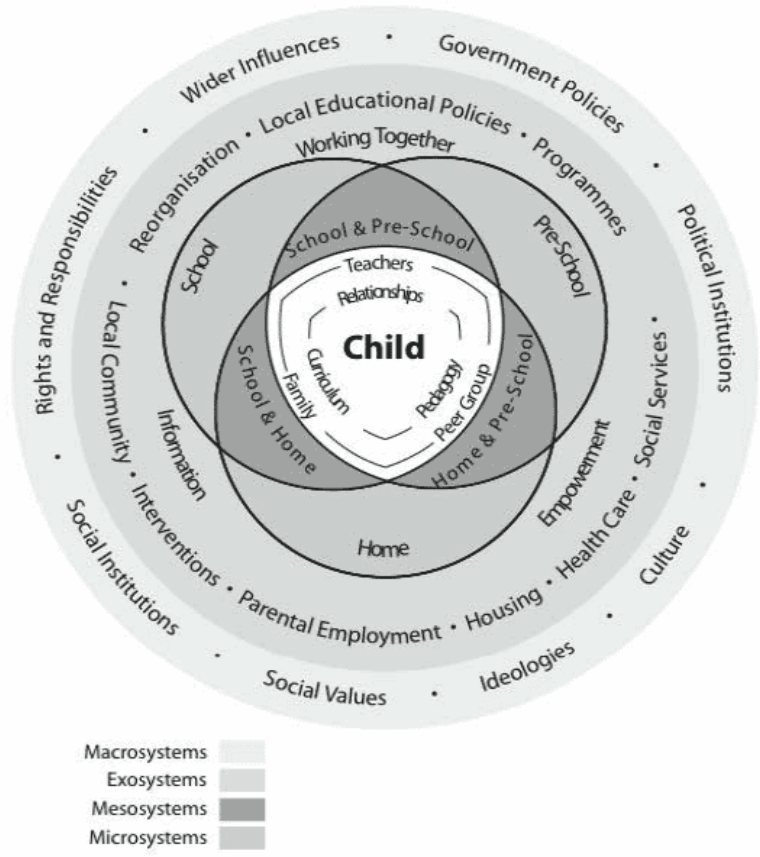 Wider Influences
Government Policies
Political Institutions
Culture
Ideologies
Social Values
Social Institutions
Rights and Responsibilities
Local Educational Policies
Programmes
Social Services
Health Care
Housing
Parental Employment
Interventions
Local Community
Reorganisation
Working Together
Empowerment
Information
School
Pre-School
Home
School & Pre-School
Home & Pre-School
School & Home
Teachers
Peer Group
Family
Relationships
Pedagogy
Curriculum
Child
Macrosystems
Exosystems
Mesosystems
Microsystems